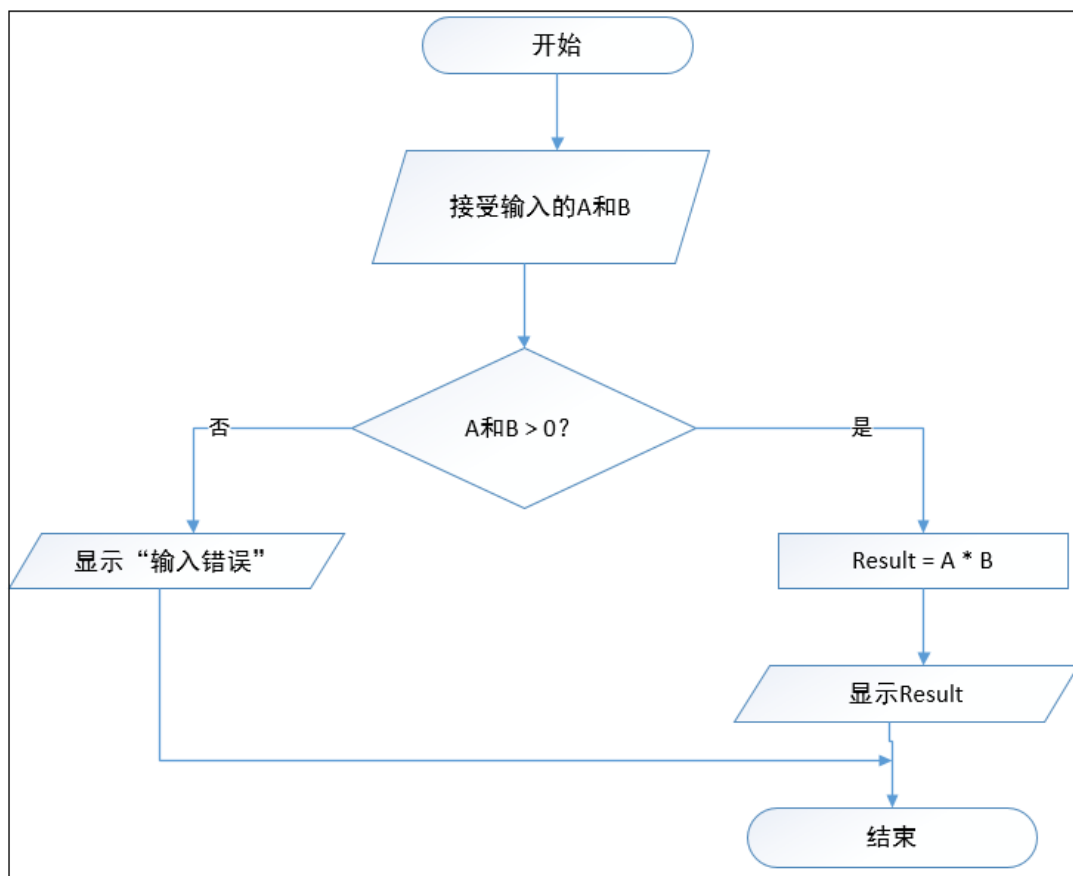 开始
接受输入的A和B
A和B > 0?
否
是
显示“输入错误”
Result = A * B
显示Result
结束